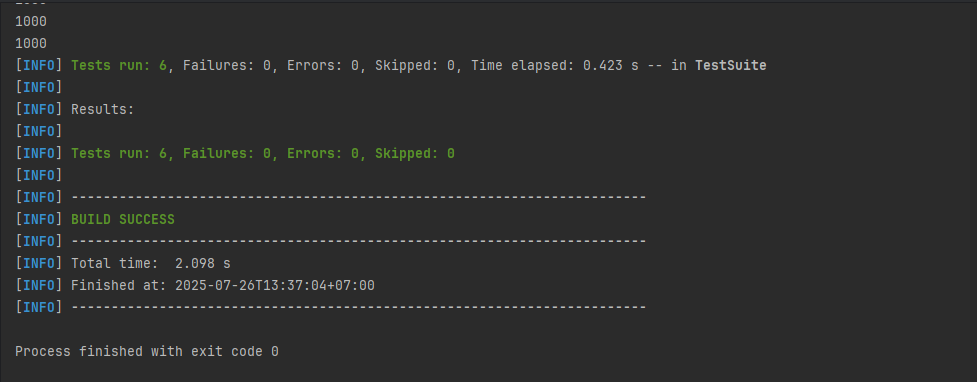 1000
1000
[INFO] Tests run: 6, Failures: 0, Errors: 0, Skipped: 0, Time elapsed: 0.423 s -- in TestSuite
[INFO]
[INFO] Results:
[INFO]
[INFO] Tests run: 6, Failures: 0, Errors: 0, Skipped: 0
[INFO]
[INFO] ------------------------------------------------------------------------
[INFO] BUILD SUCCESS
[INFO] ------------------------------------------------------------------------
[INFO] Total time:  2.098 s
[INFO] Finished at: 2025-07-26T13:37:04+07:00
[INFO] ------------------------------------------------------------------------
Process finished with exit code 0